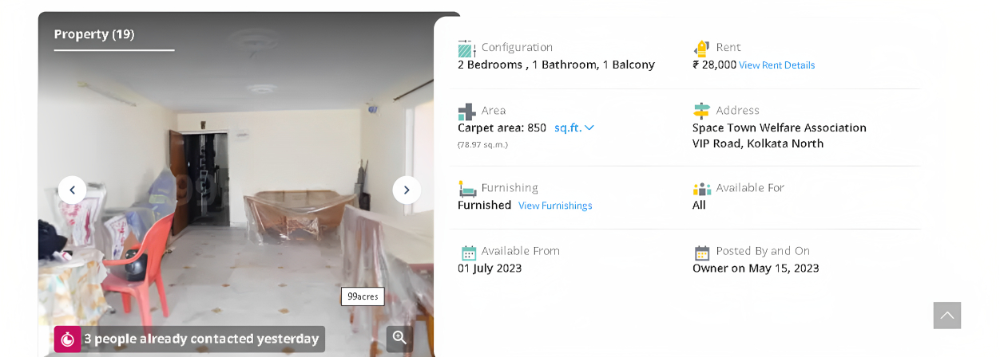 Property (19)
99acres
3 people already contacted yesterday
Configuration
2 Bedrooms , 1 Bathroom, 1 Balcony
Rent
₹ 28,000 View Rent Details
Area
Carpet area: 850 sq.ft.
(78.97 sq.m.)
Address
Space Town Welfare Association
VIP Road, Kolkata North
Furnishing
Furnished View Furnishings
Available For
All
Available From
01 July 2023
Posted By and On
Owner on May 15, 2023